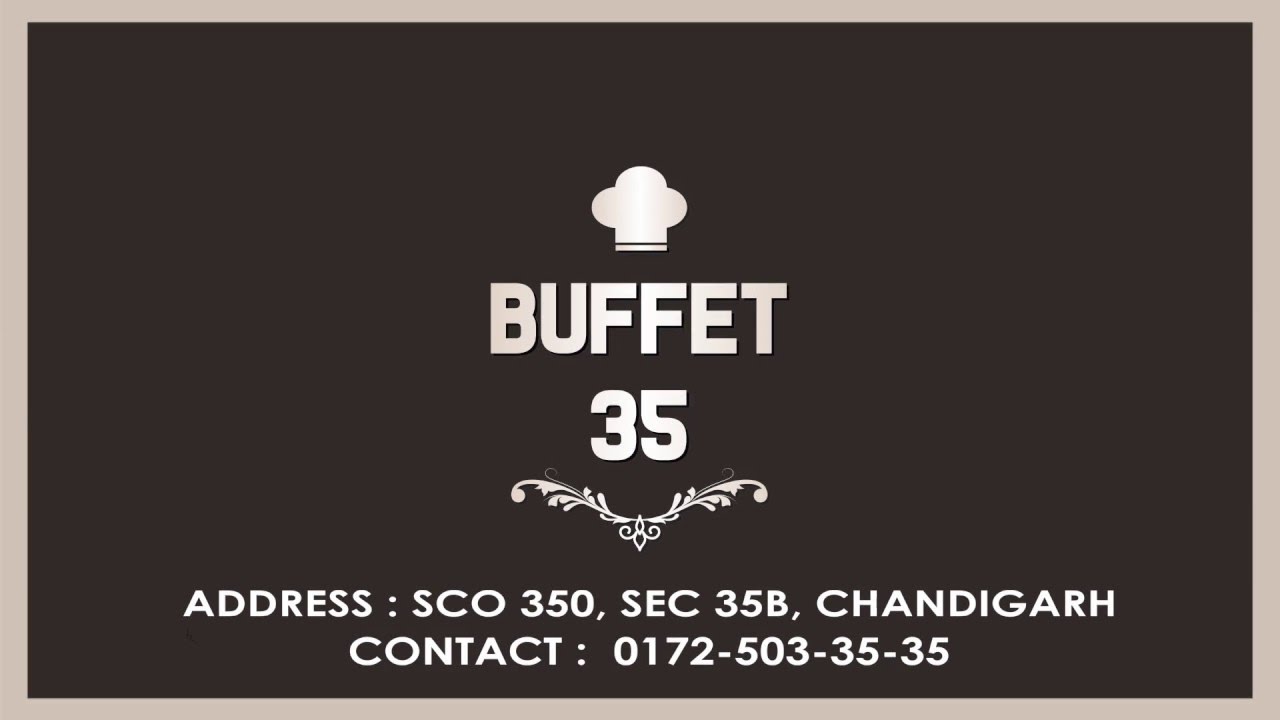 BUFFET
35
ADDRESS : SCO 350, SEC 35B, CHANDIGARH
CONTACT : 0172-503-35-35